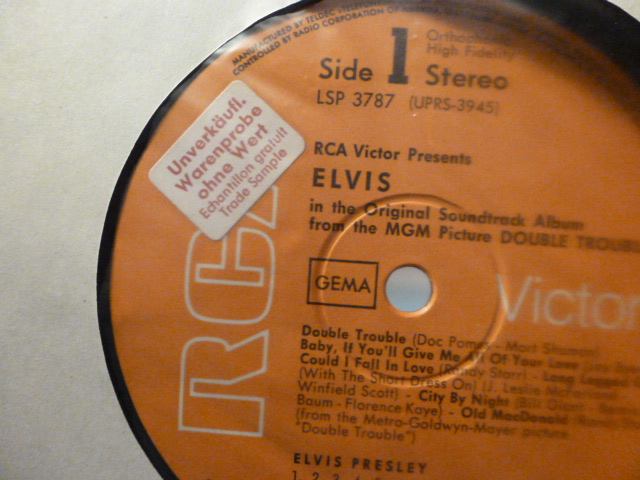 MANUFACTURED BY TELDEC
CONTROLLED BY RADIO CORPORATION OF
Orthophonic
High Fidelity
Side 1 Stereo
LSP 3787 (UPRS-3945)
Unverkäufl.
Warenprobe
ohne Wert
Echantillon gratuit
Trade Sample
RCA Victor Presents
ELVIS
in the Original Soundtrack Album
from the MGM Picture DOUBLE TROUBLE
GEMA
RCA
Victor
Double Trouble (Doc Pomus - Mort Shuman)
Baby, If You'll Give Me All Of Your Love
Could I Fall In Love (Randy Starr) - Long Legged
(With The Short Dress On) (J. Leslie
Winfield Scott) - City By Night (Bill Giant -
Baum - Florence Kaye) - Old MacDonald
(from the Metro-Goldwyn-Mayer picture
"Double Trouble")
ELVIS PRESLEY